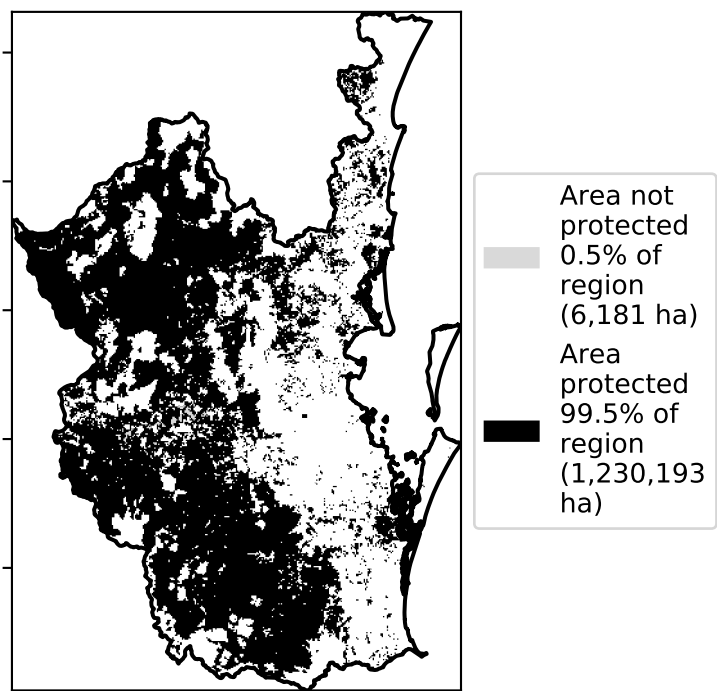 Area not
protected
0.5% of
region
(6,181 ha)
Area
protected
99.5% of
region
(1,230,193
ha)